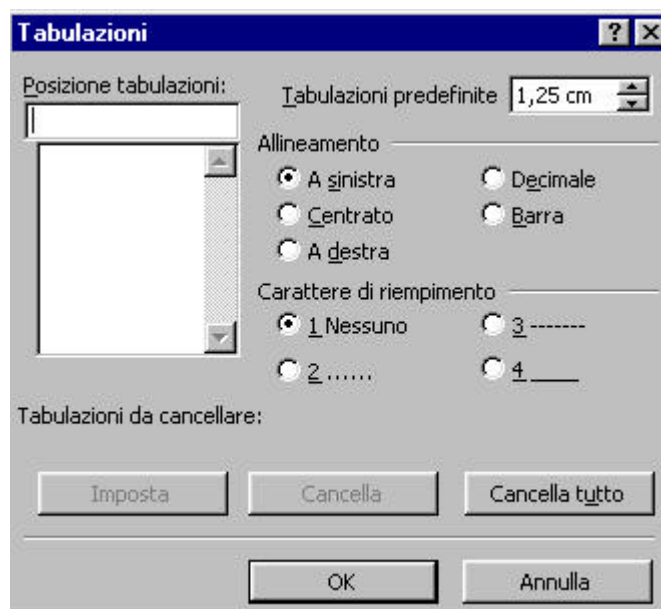 Tabulazioni
Posizione tabulazioni:
Tabulazioni predefinite 1,25 cm
Allineamento
A sinistra Decimale
Centrato Barra
A destra
Carattere di riempimento
1 Nessuno 3 -------
2 ...... 4 ____
Tabulazioni da cancellare:
Imposta Cancella Cancella tutto
OK Annulla